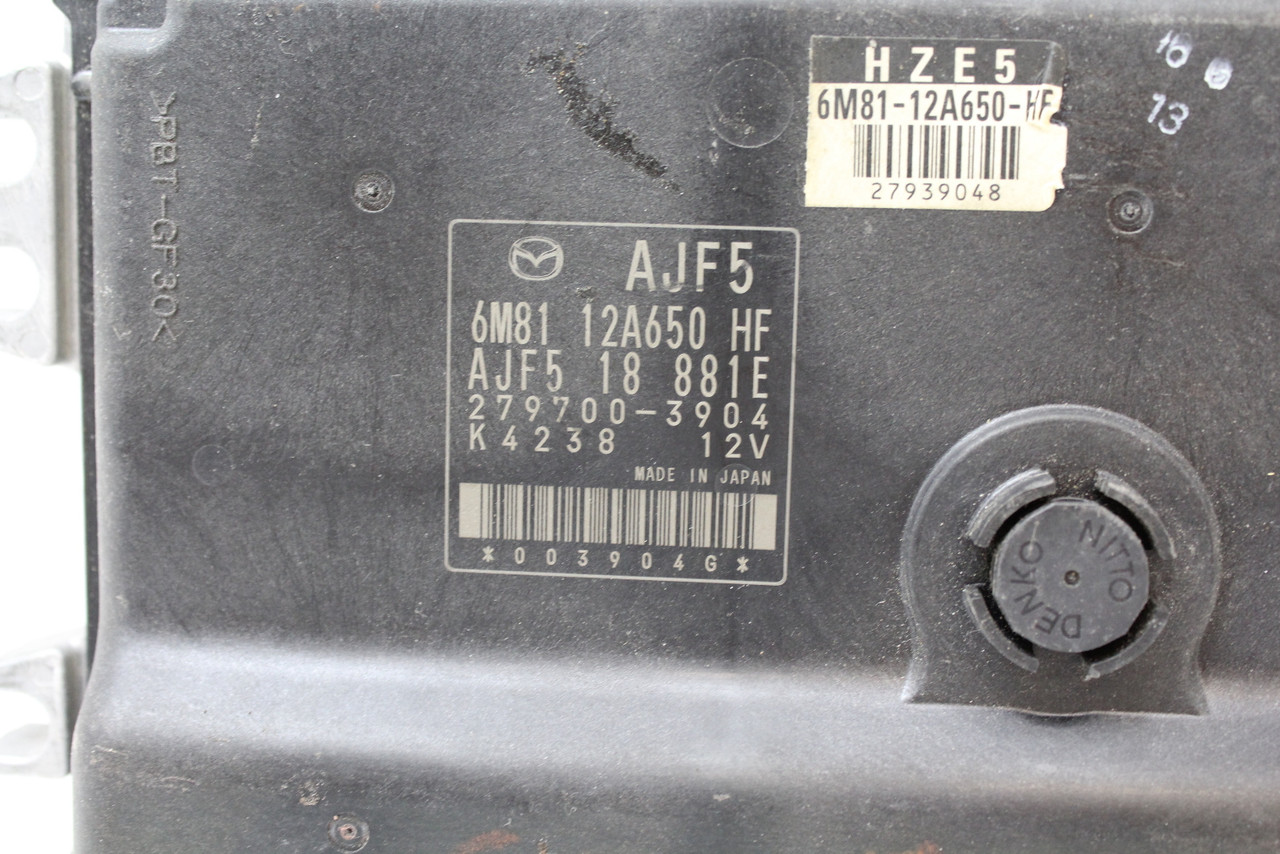 HZE5
6M81-12A650-HF
27939048
16 0
13
>PBT-GF30<
AJF5
6M81 12A650 HF
AJF5 18 881E
279700-3904
K4238 12V
MADE IN JAPAN
*003904G*
NITTO
DENKO